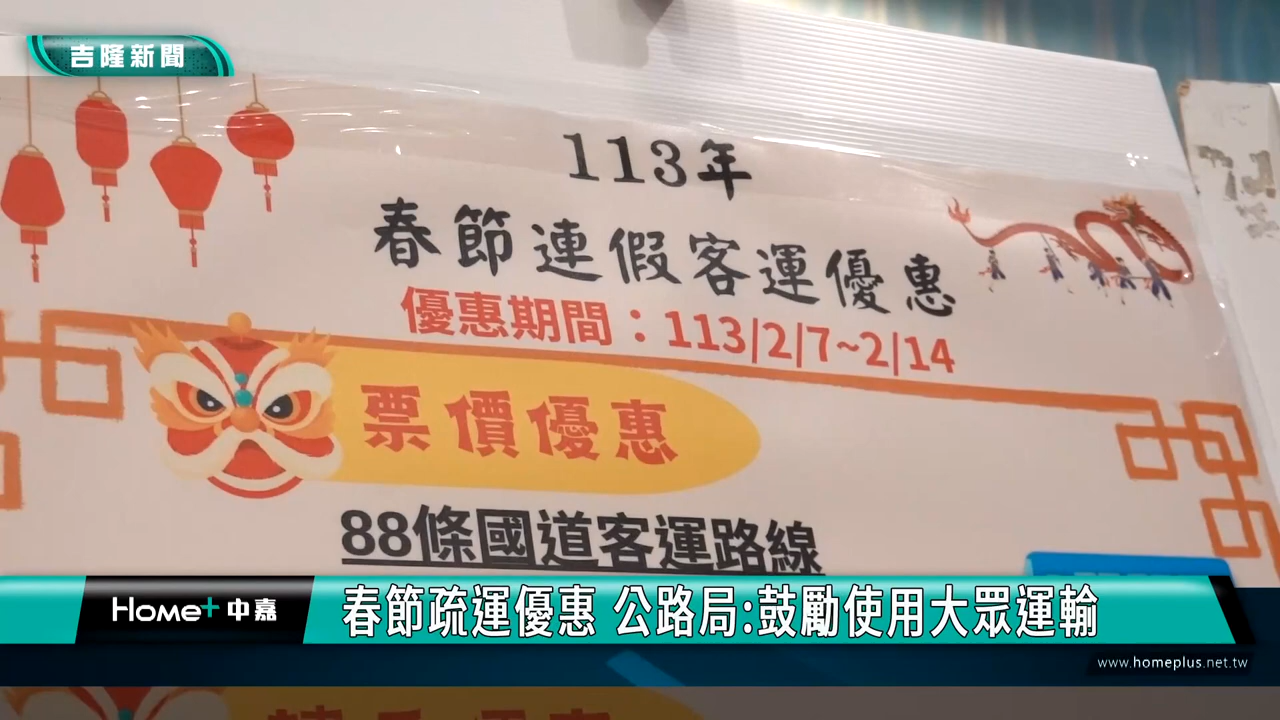 吉隆新聞
113年
春節連假客運優惠
優惠期間：113/2/7~2/14
票價優惠
88條國道客運路線
Home+中嘉
春節疏運優惠 公路局:鼓勵使用大眾運輸
www.homeplus.net.tw